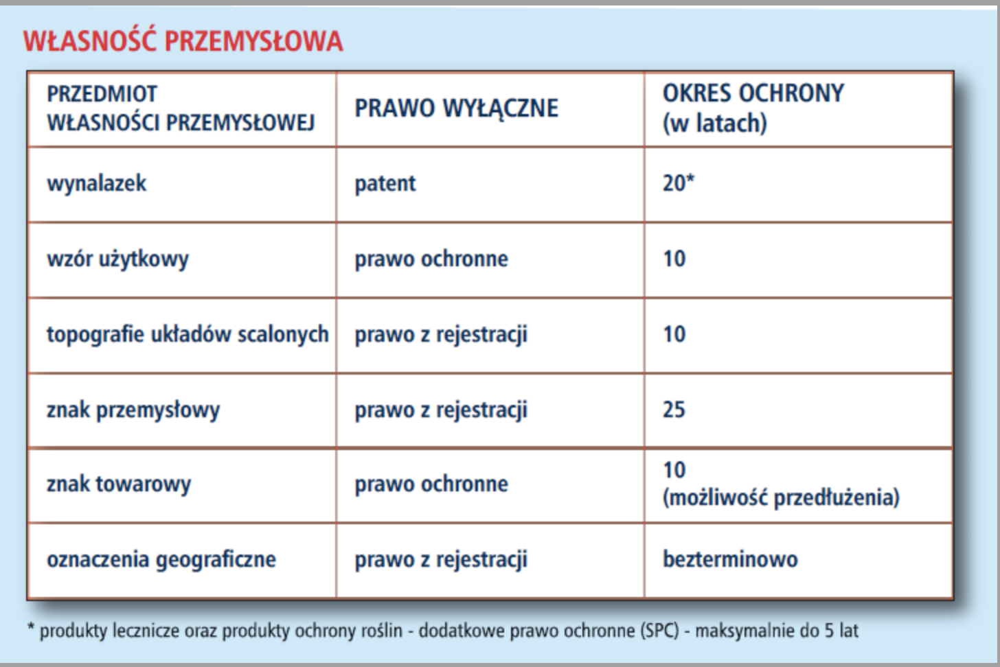 WŁASNOŚĆ PRZEMYSŁOWA
PRZEDMIOT
WŁASNOŚCI PRZEMYSŁOWEJ
PRAWO WYŁĄCZNE
OKRES OCHRONY
(w latach)
wynalazek
patent
20*
wzór użytkowy
prawo ochronne
10
topografie układów scalonych
prawo z rejestracji
10
znak przemysłowy
prawo z rejestracji
25
znak towarowy
prawo ochronne
10
(możliwość przedłużenia)
oznaczenia geograficzne
prawo z rejestracji
bezterminowo
* produkty lecznicze oraz produkty ochrony roślin - dodatkowe prawo ochronne (SPC) - maksymalnie do 5 lat